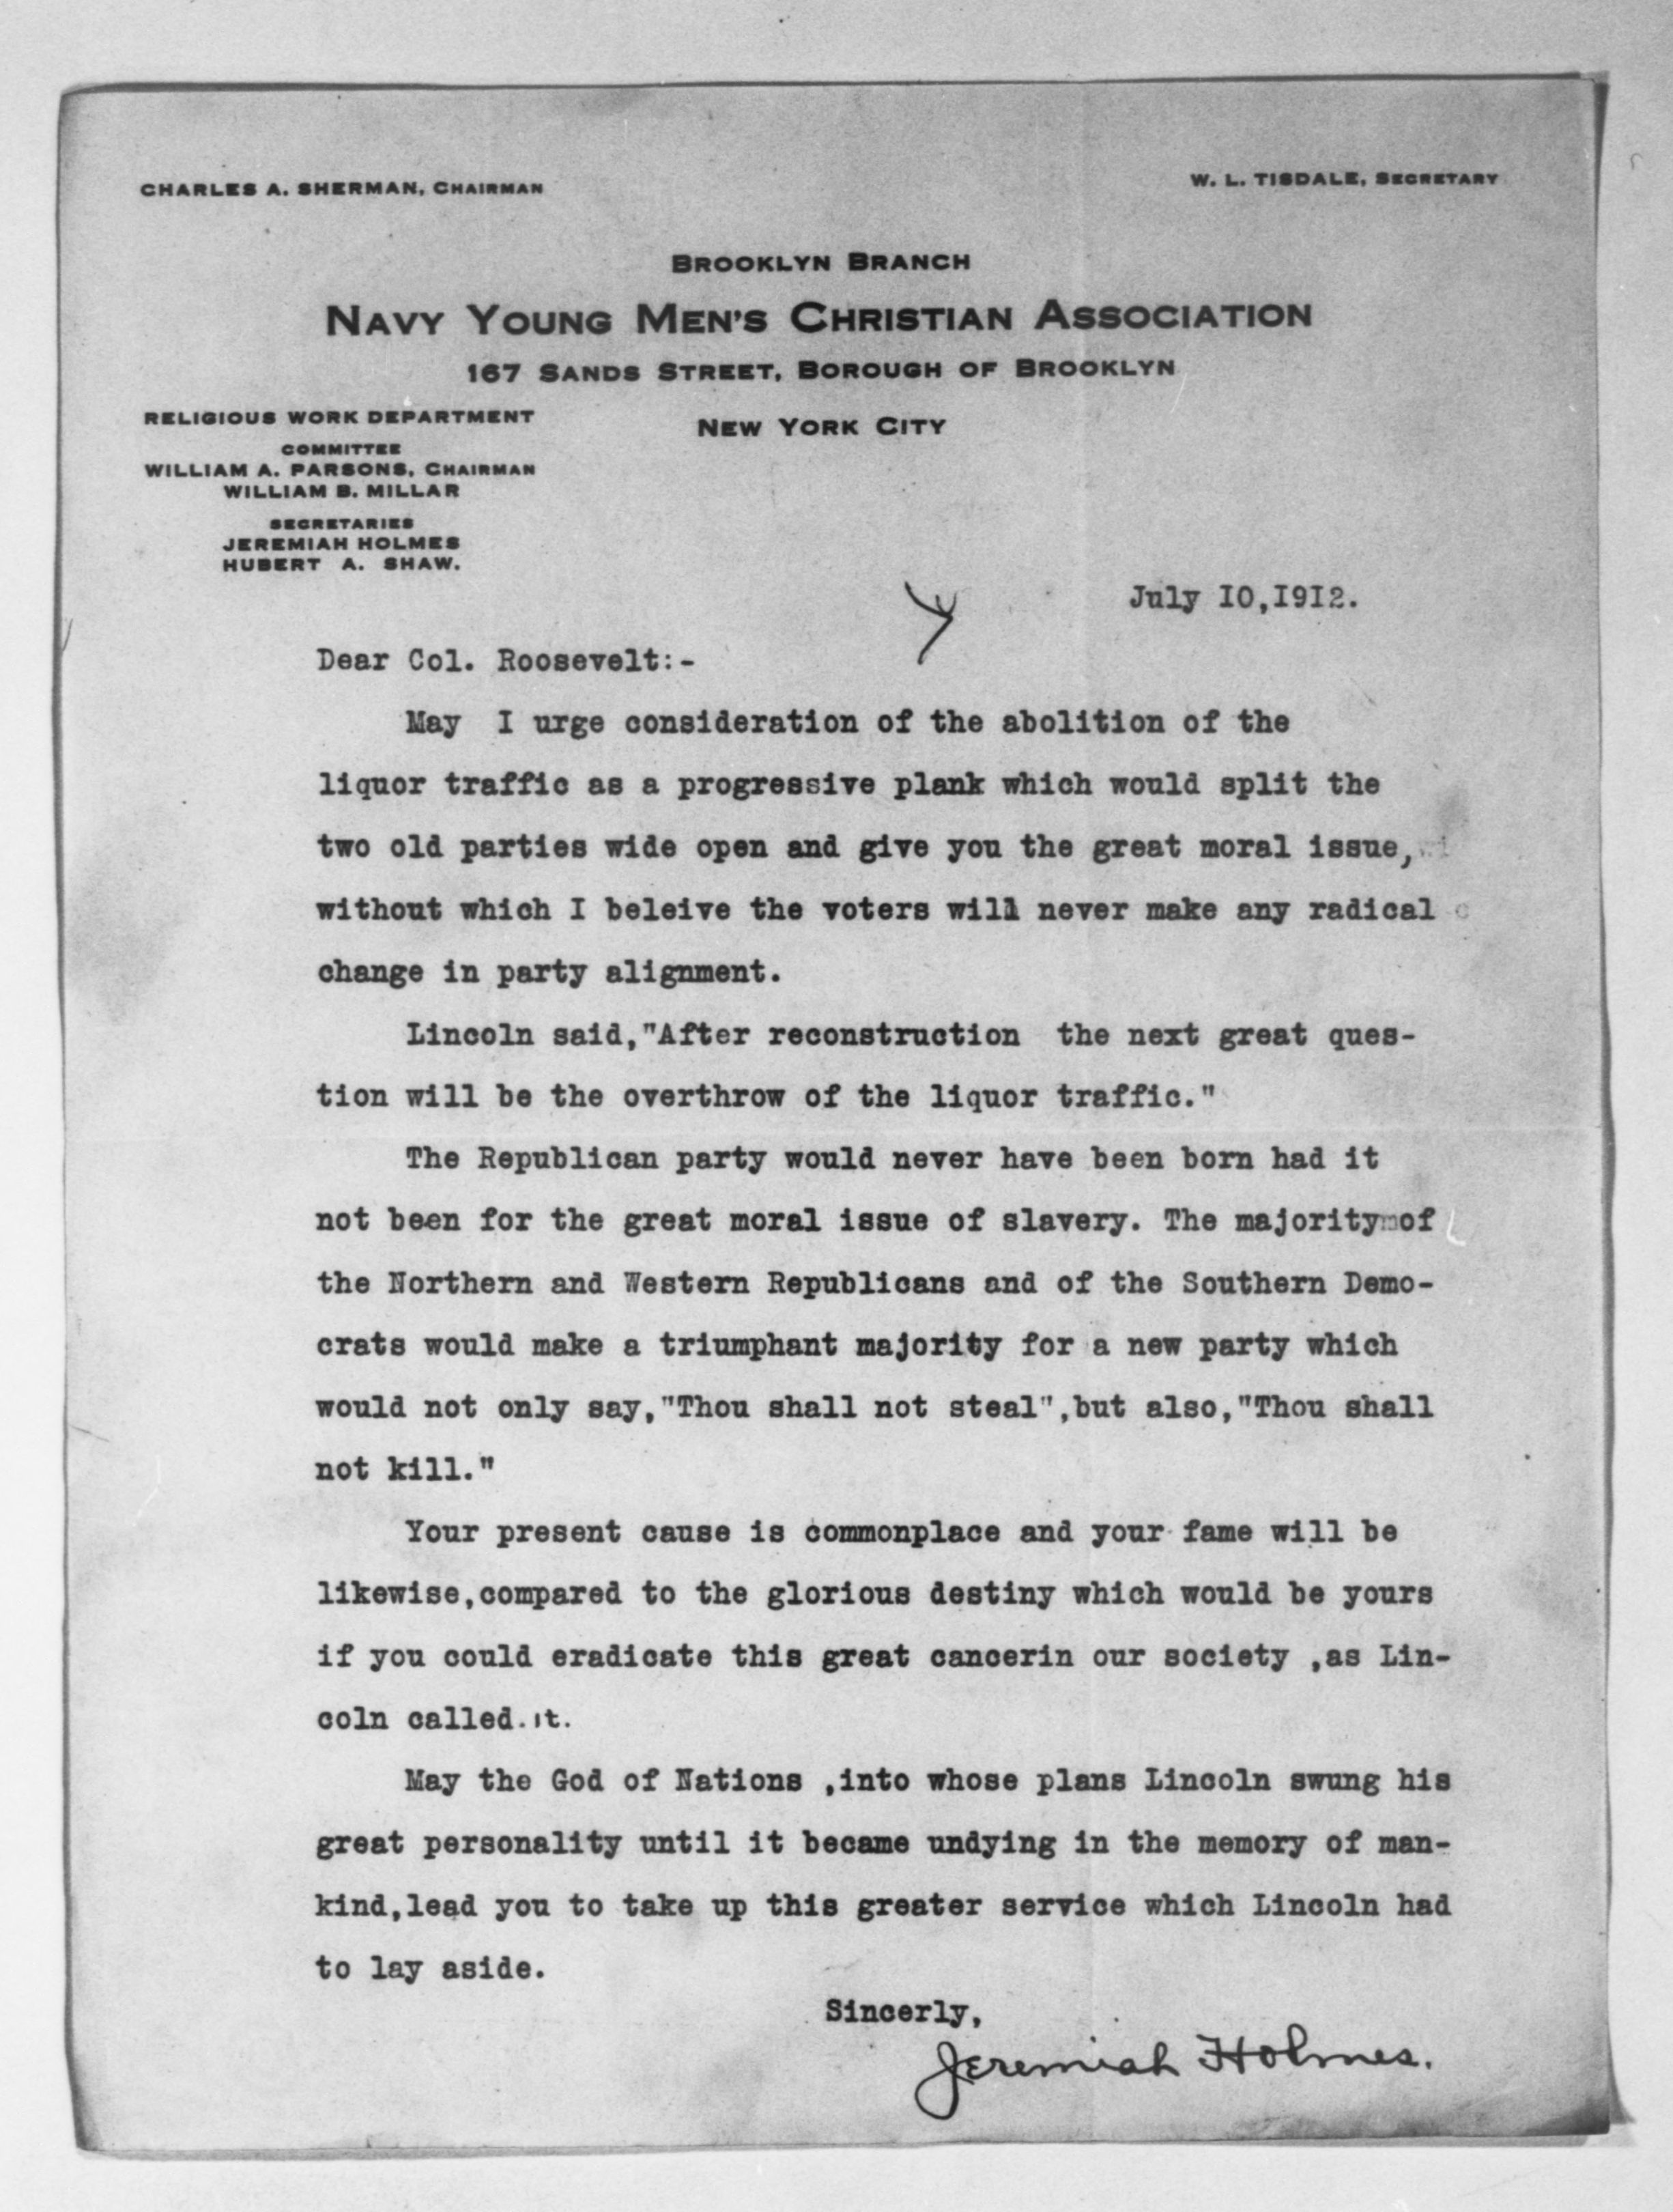 CHARLES A. SHERMAN, CHAIRMAN
W. L. TISDALE, SECRETARY
BROOKLYN BRANCH
NAVY YOUNG MEN'S CHRISTIAN ASSOCIATION
167 SANDS STREET, BOROUGH OF BROOKLYN
NEW YORK CITY
RELIGIOUS WORK DEPARTMENT
COMMITTEE
WILLIAM A. PARSONS, CHAIRMAN
WILLIAM B. MILLAR
SECRETARIES
JEREMIAH HOLMES
HUBERT A. SHAW.
July IO,I9I2.
Dear Col. Roosevelt:-
May I urge consideration of the abolition of the
liquor traffic as a progressive plank which would split the
two old parties wide open and give you the great moral issue,
without which I beleive the voters will never make any radical
change in party alignment.
Lincoln said,"After reconstruction the next great ques-
tion will be the overthrow of the liquor traffic."
The Republican party would never have been born had it
not been for the great moral issue of slavery. The majority of
the Northern and Western Republicans and of the Southern Demo-
crats would make a triumphant majority for a new party which
would not only say,"Thou shall not steal",but also,"Thou shall
not kill."
Your present cause is commonplace and your fame will be
likewise,compared to the glorious destiny which would be yours
if you could eradicate this great cancerin our society ,as Lin-
coln called.it.
May the God of Nations ,into whose plans Lincoln swung his
great personality until it became undying in the memory of man-
kind,lead you to take up this greater service which Lincoln had
to lay aside.
Sincerly,
Jeremiah Holmes.